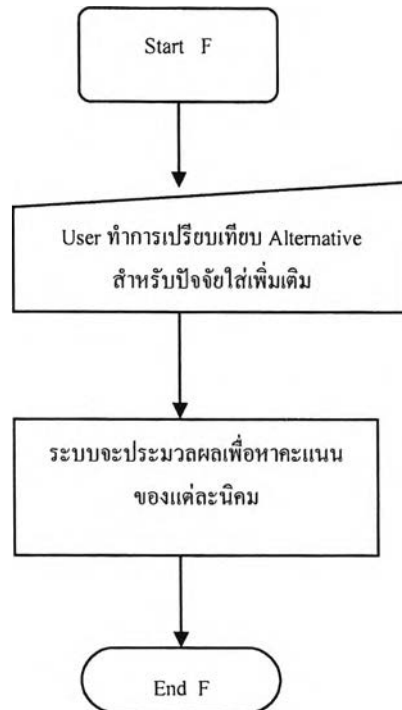 Start F
User ทำการเปรียบเทียบ Alternative
สำหรับปัจจัยใส่เพิ่มเติม
ระบบจะประมวลผลเพื่อหาคะแนน
ของแต่ละนิคม
End F